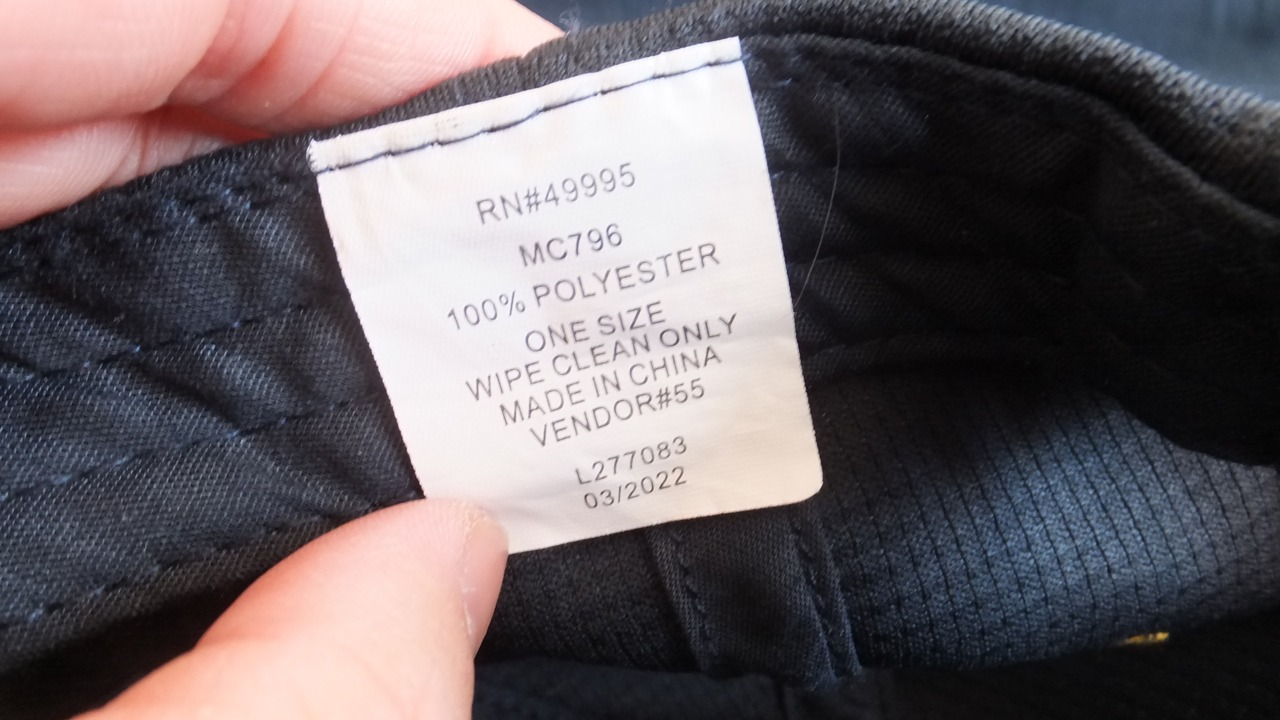 RN#49995
MC796
100% POLYESTER
ONE SIZE
WIPE CLEAN ONLY
MADE IN CHINA
VENDOR#55
L277083
03/2022